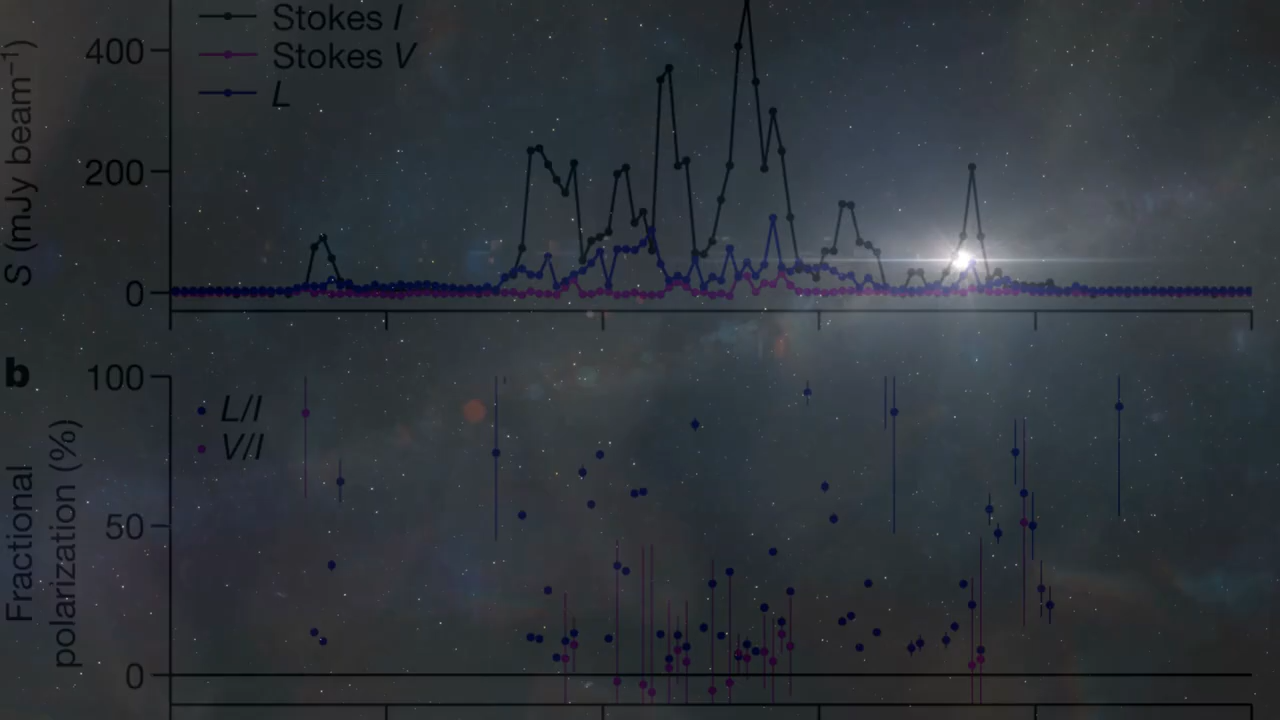 Stokes I
400
Stokes V
L
S (mJy beam⁻¹)
200
0
b
100
L/I
V/I
Fractional
polarization (%)
50
0